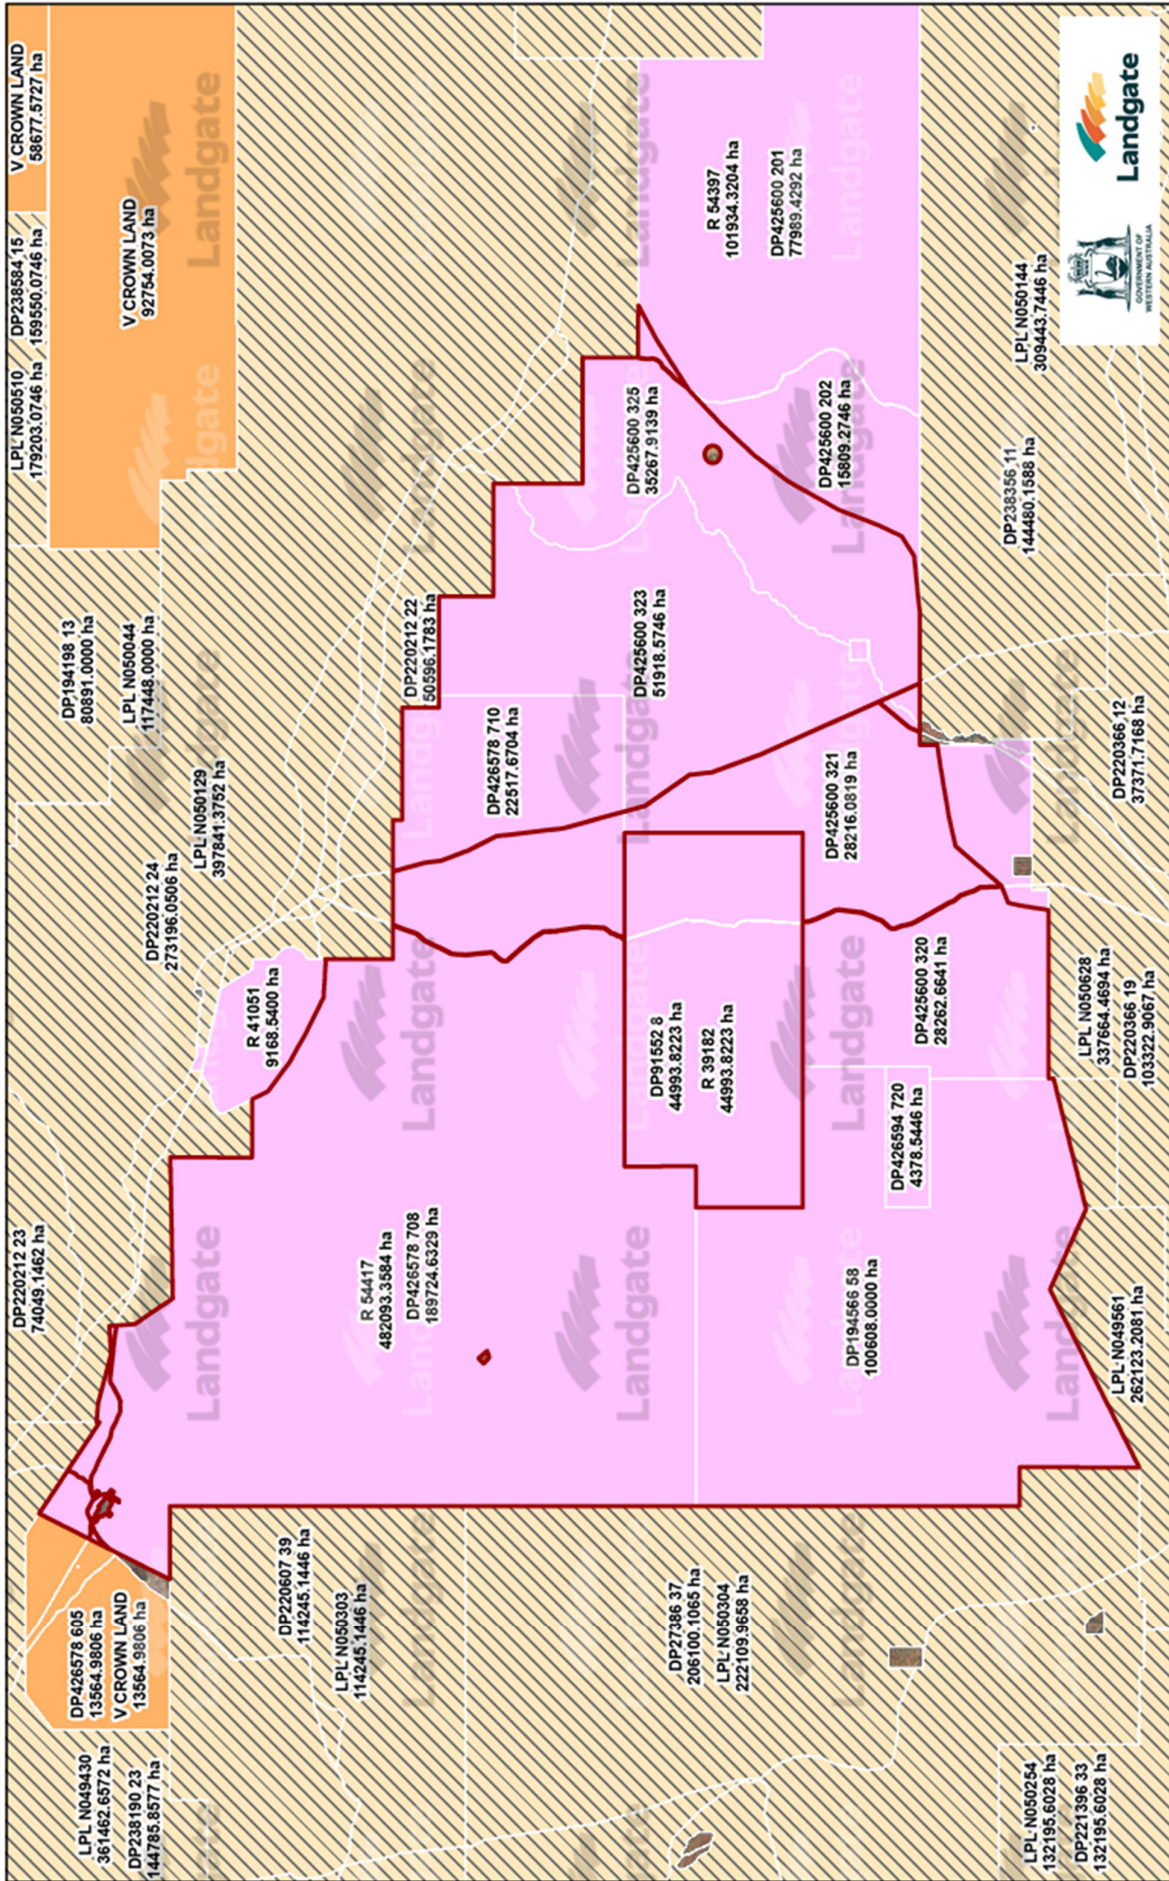 LPL N049430
361462.6572 ha
DP238190 23
144785.8577 ha
DP426578 605
13564.9806 ha
V CROWN LAND
13564.9806 ha
DP220607 39
114245.1446 ha
LPL N050303
114245.1446 ha
DP27386 37
206100.1065 ha
LPL N050304
222109.9658 ha
LPL N050254
132195.6028 ha
DP221396 33
132195.6028 ha
DP220212 23
74049.1462 ha
R 54417
482093.3584 ha
DP426578 708
189724.6329 ha
DP194566 58
100608.0000 ha
LPL N049561
262123.2081 ha
DP220212 24
273196.0506 ha
R 41051
9168.5400 ha
DP91552 8
44993.8223 ha
R 39182
44993.8223 ha
DP426594 720
4378.5446 ha
DP425600 320
28262.6641 ha
LPL N050628
337664.4694 ha
DP220366 19
103322.9067 ha
LPL N050129
397841.3752 ha
DP426578 710
22517.6704 ha
DP425600 321
28216.0819 ha
DP220366 12
37371.7168 ha
DP194198 13
80891.0000 ha
LPL N050044
117448.0000 ha
DP220212 22
50596.1783 ha
DP425600 323
51918.5746 ha
DP425600 325
35267.9139 ha
DP425600 202
15809.2746 ha
DP238356 11
144480.1588 ha
LPL N050144
309443.7446 ha
LPL N050510
179203.0746 ha
DP238584 15
159550.0746 ha
V CROWN LAND
58677.5727 ha
V CROWN LAND
92754.0073 ha
R 54397
101934.3204 ha
DP425600 201
77989.4292 ha
GOVERNMENT OF
WESTERN AUSTRALIA
Landgate